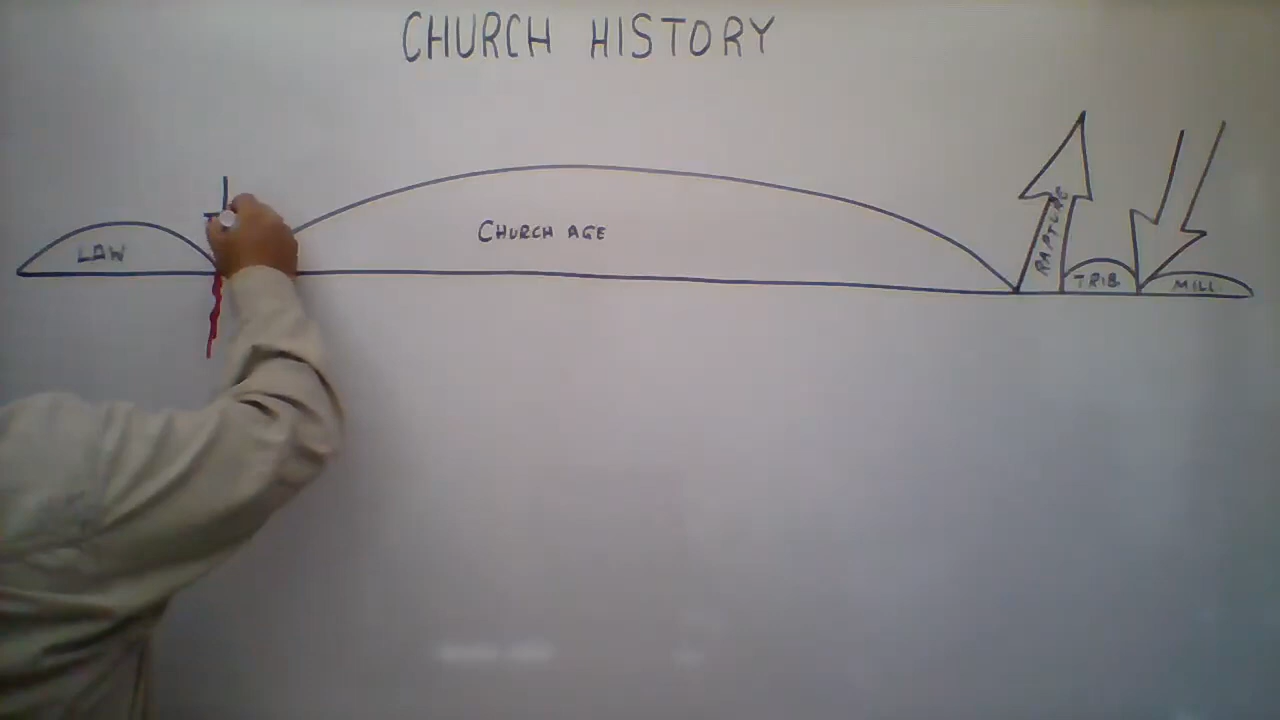 CHURCH HISTORY
LAW
CHURCH AGE
RAPTURE
TRIB.
MILL.